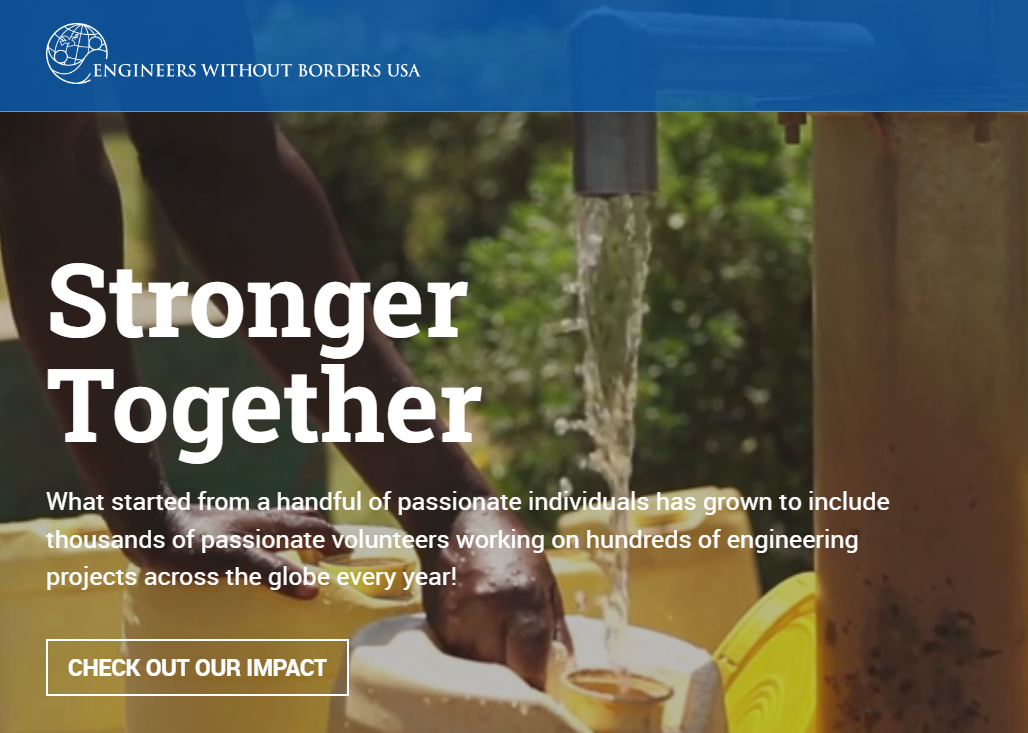 ENGINEERS WITHOUT BORDERS USA
Stronger
Together
What started from a handful of passionate individuals has grown to include
thousands of passionate volunteers working on hundreds of engineering
projects across the globe every year!
CHECK OUT OUR IMPACT